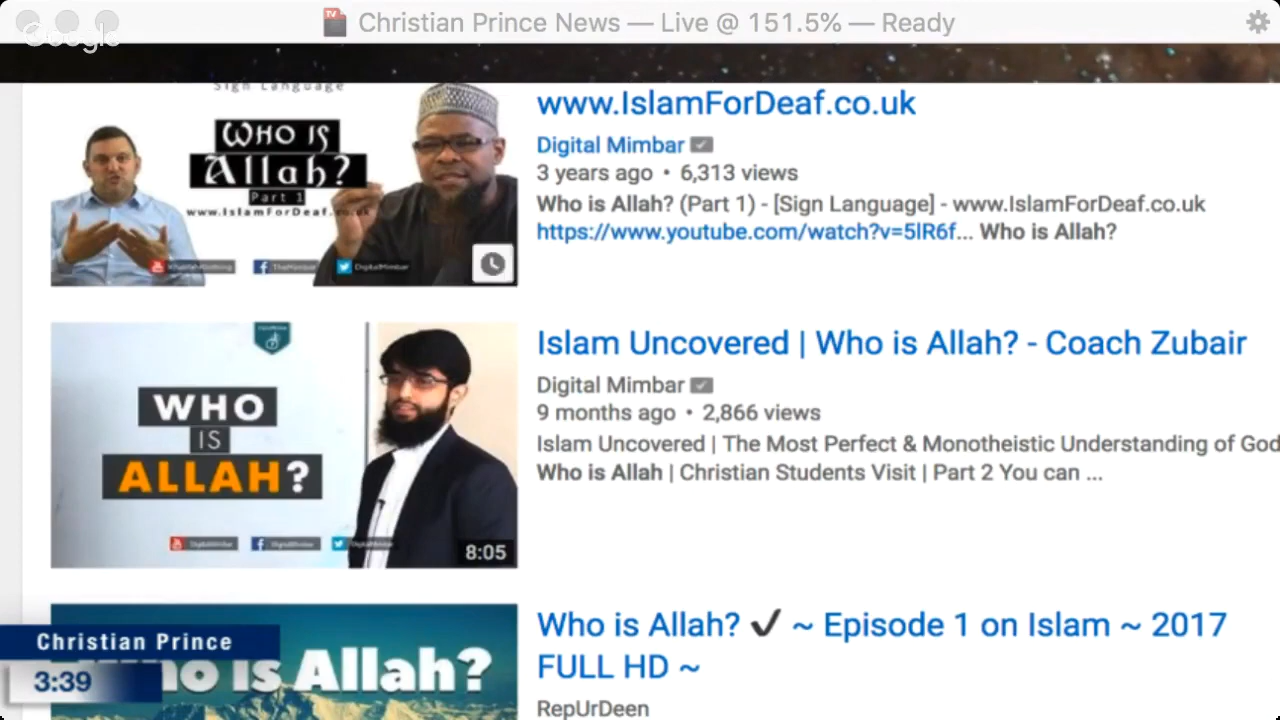 Christian Prince News — Live @ 151.5% — Ready
Google
Sign Language
WHO IS
Allah?
Part 1
www.IslamForDeaf.co.uk
DigitalMimbar
www.IslamForDeaf.co.uk
Digital Mimbar
3 years ago • 6,313 views
Who is Allah? (Part 1) - [Sign Language] - www.IslamForDeaf.co.uk
https://www.youtube.com/watch?v=5lR6f... Who is Allah?
WHO
IS
ALLAH?
8:05
Islam Uncovered | Who is Allah? - Coach Zubair
Digital Mimbar
9 months ago • 2,866 views
Islam Uncovered | The Most Perfect & Monotheistic Understanding of God
Who is Allah | Christian Students Visit | Part 2 You can ...
Who is Allah?
Who is Allah? ✔ ~ Episode 1 on Islam ~ 2017
FULL HD ~
RepUrDeen
Christian Prince
3:39